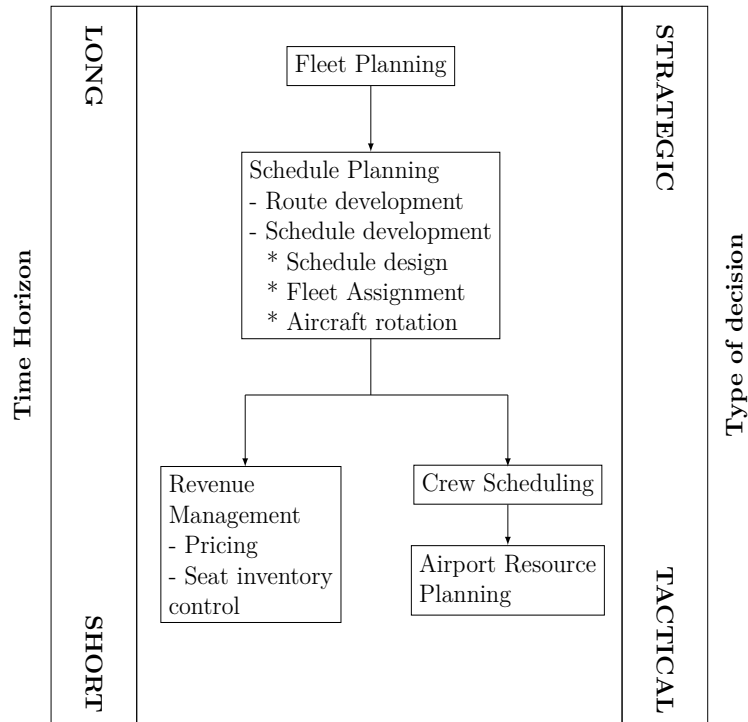 Time Horizon
LONG
SHORT
Fleet Planning
Schedule Planning
- Route development
- Schedule development
* Schedule design
* Fleet Assignment
* Aircraft rotation
Revenue
Management
- Pricing
- Seat inventory
control
Crew Scheduling
Airport Resource
Planning
STRATEGIC
TACTICAL
Type of decision